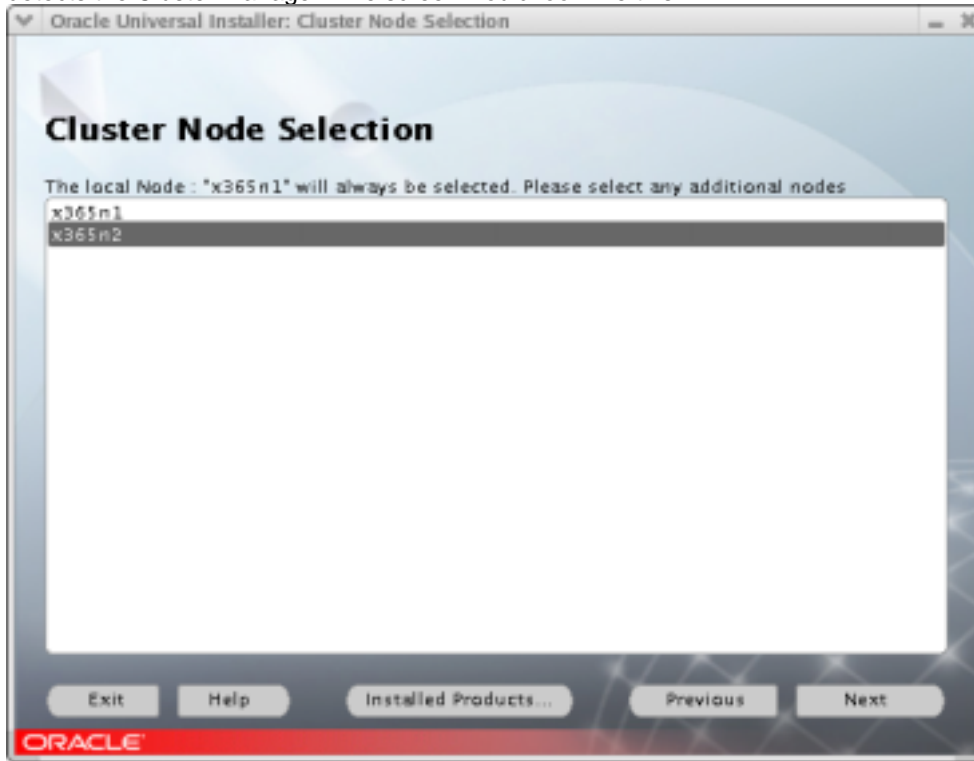 Oracle Universal Installer: Cluster Node Selection
Cluster Node Selection
The local Node : "x365n1" will always be selected. Please select any additional nodes
x365n1
x365n2
Exit Help Installed Products... Previous Next
ORACLE